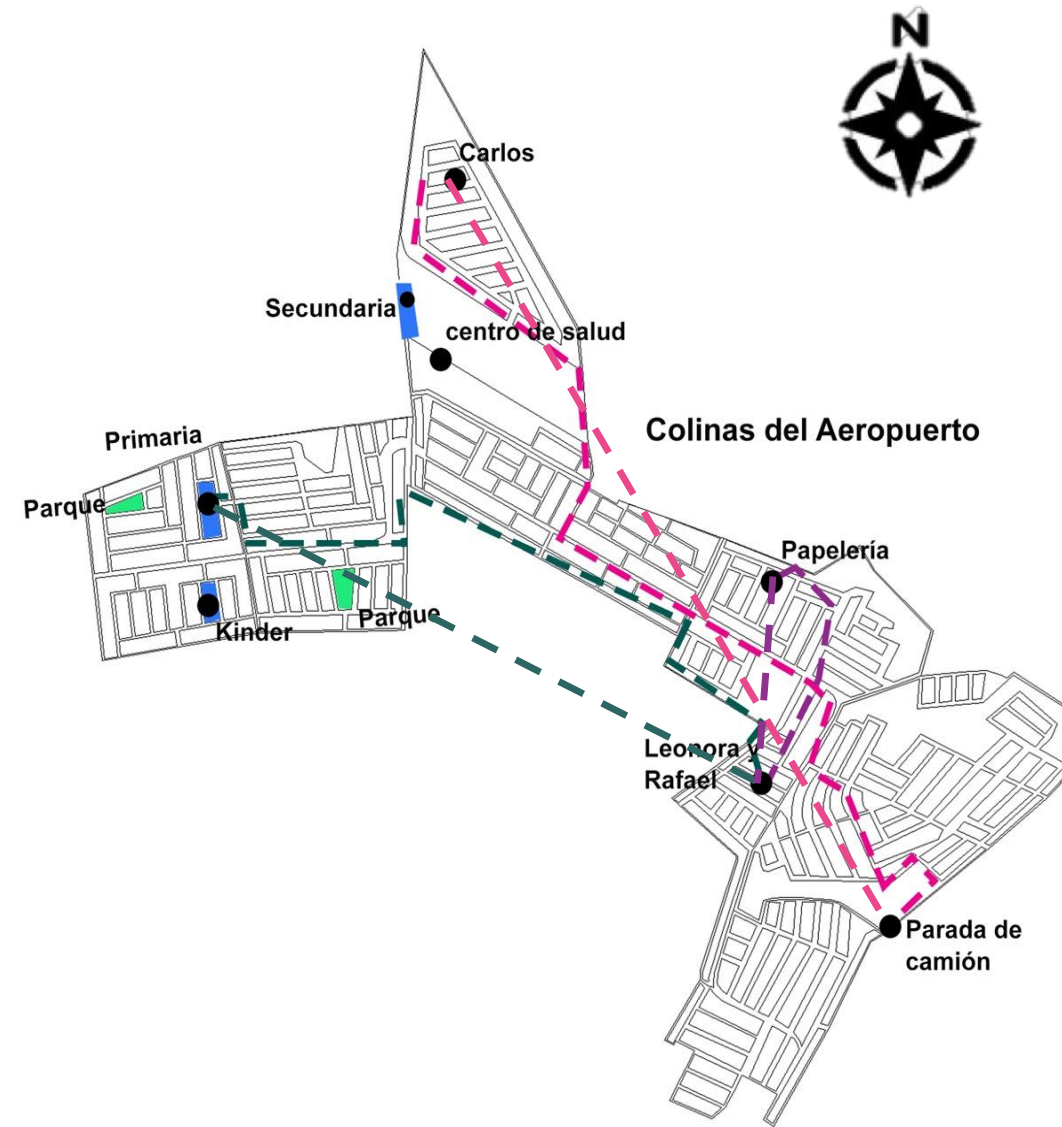 N
Carlos
Secundaria
centro de salud
Colinas del Aeropuerto
Primaria
Parque
Papelería
Parque
Kinder
Leonora y
Rafael
Parada de
camión